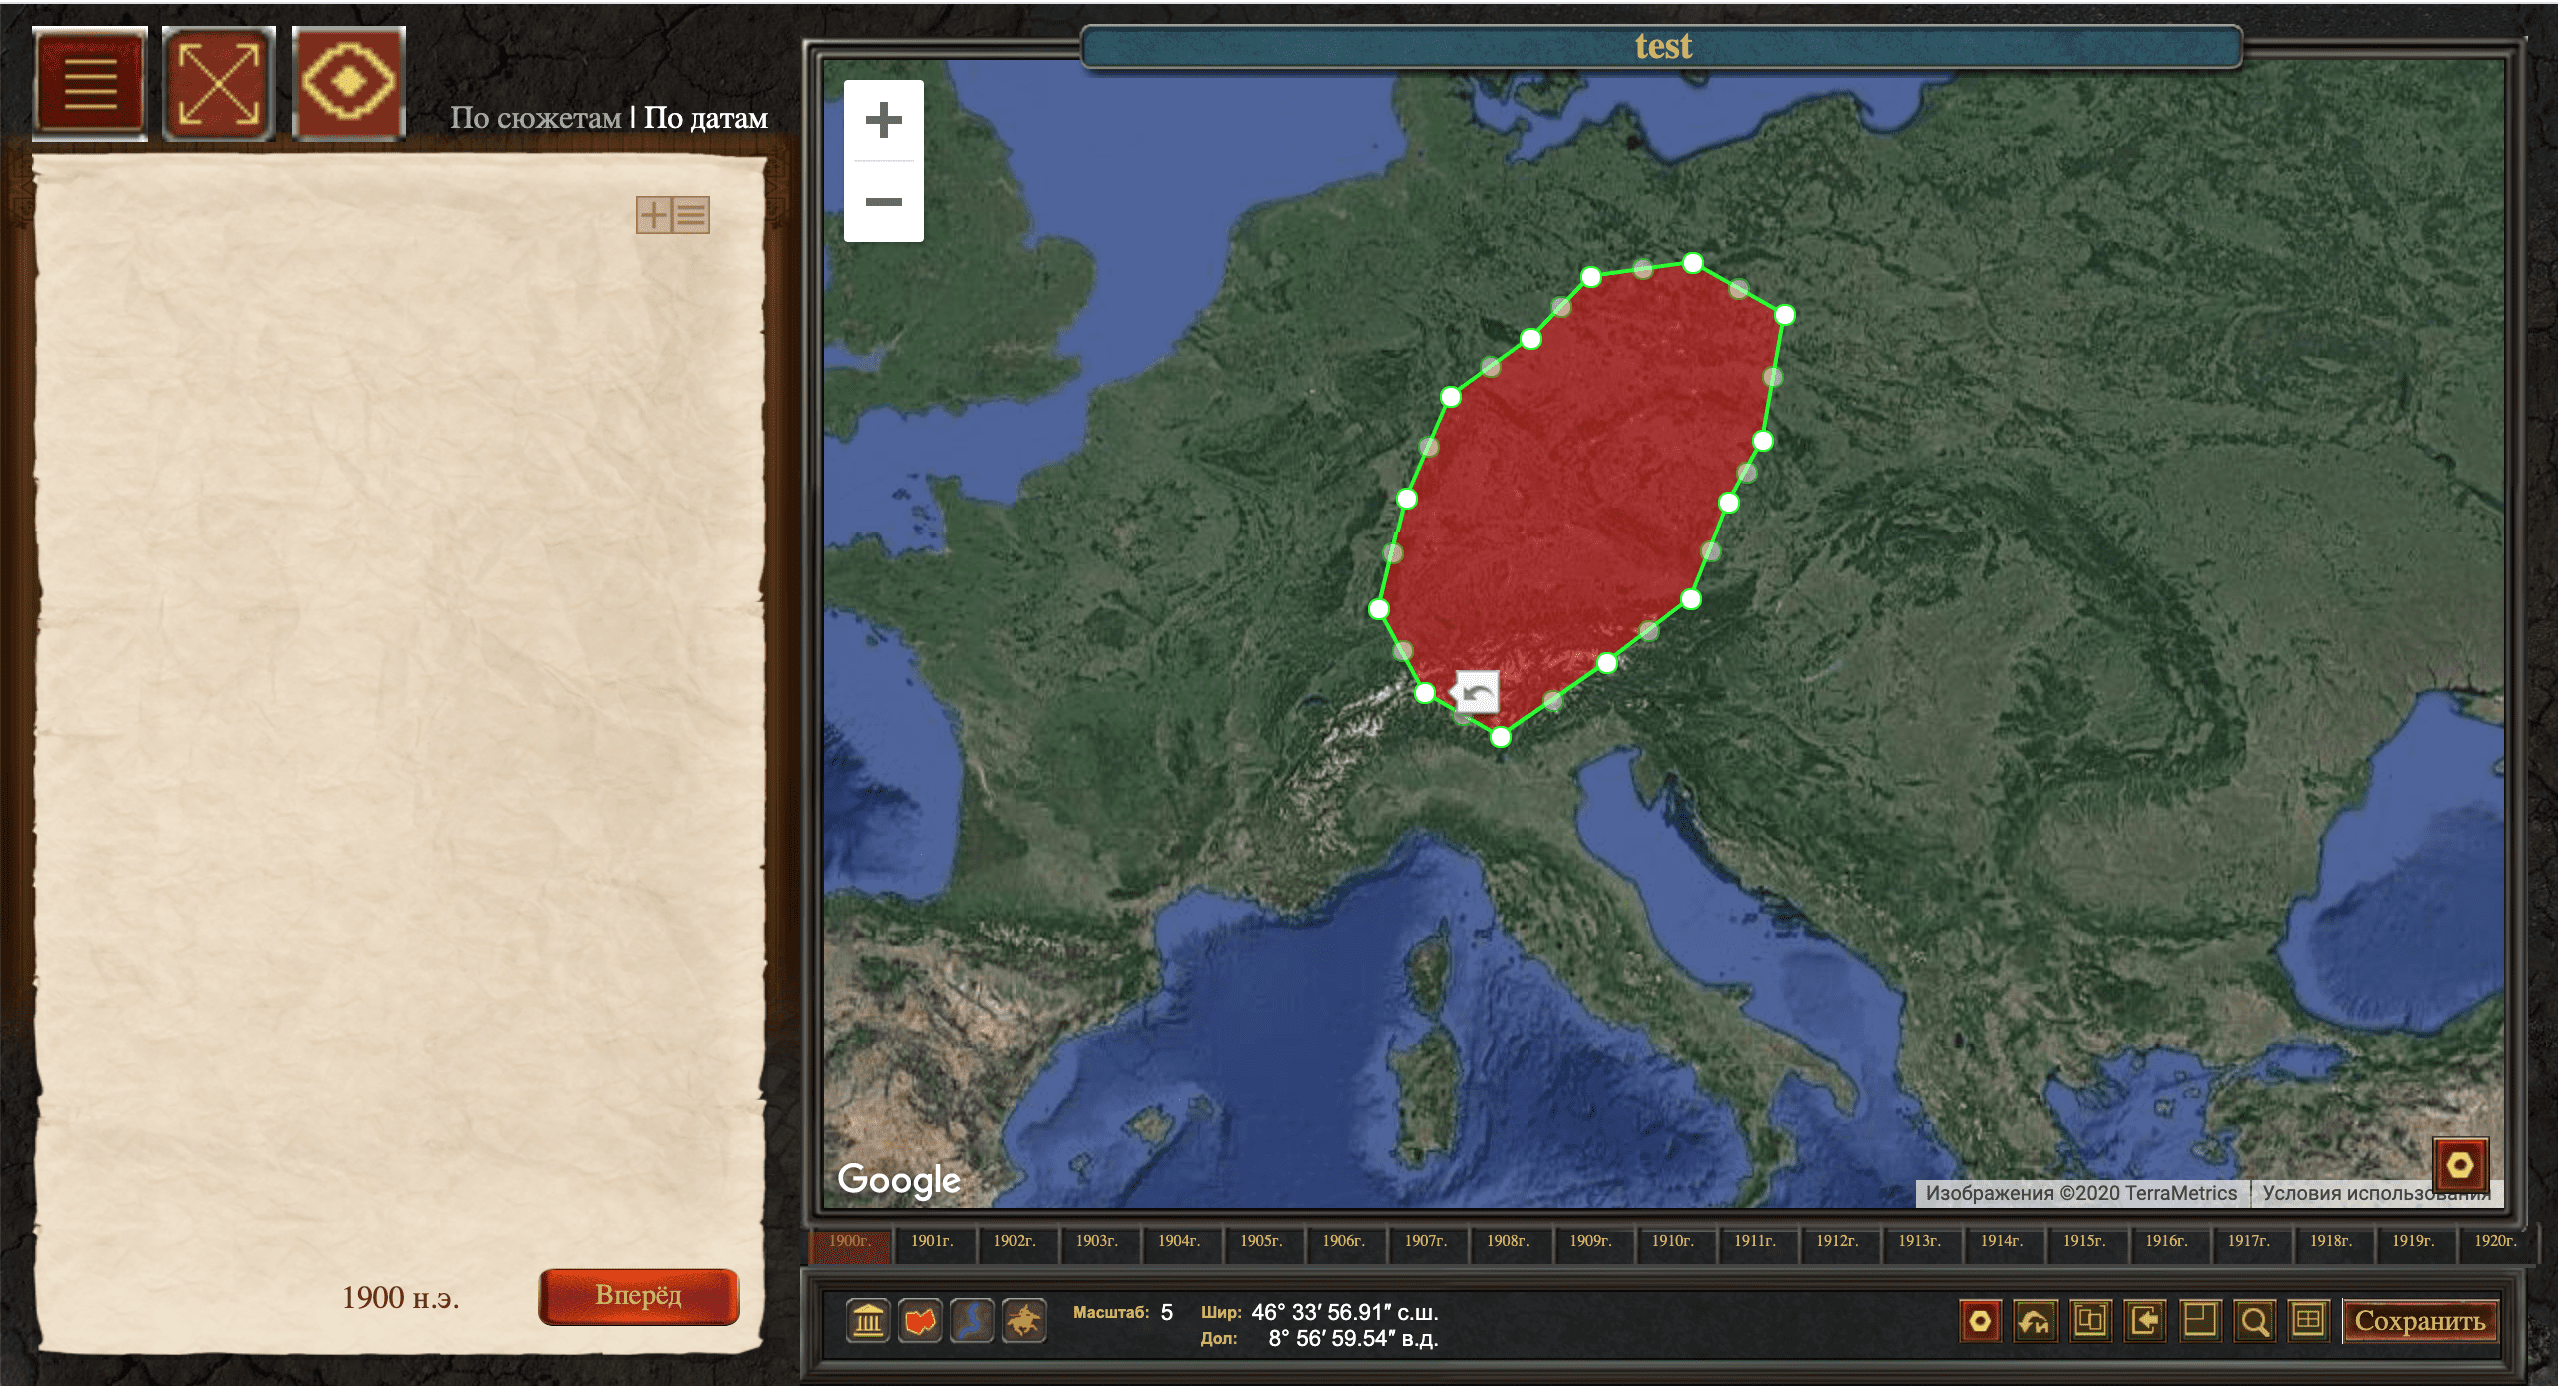 test
По сюжетам | По датам
Google
Изображения ©2020 TerraMetrics
Условия использования
1900г. 1901г. 1902г. 1903г. 1904г. 1905г. 1906г. 1907г. 1908г. 1909г. 1910г. 1911г. 1912г. 1913г. 1914г. 1915г. 1916г. 1917г. 1918г. 1919г. 1920г.
1900 н.э.
Вперёд
Масштаб: 5
Шир: 46° 33′ 56.91″ с.ш.
Дол: 8° 56′ 59.54″ в.д.
Сохранить